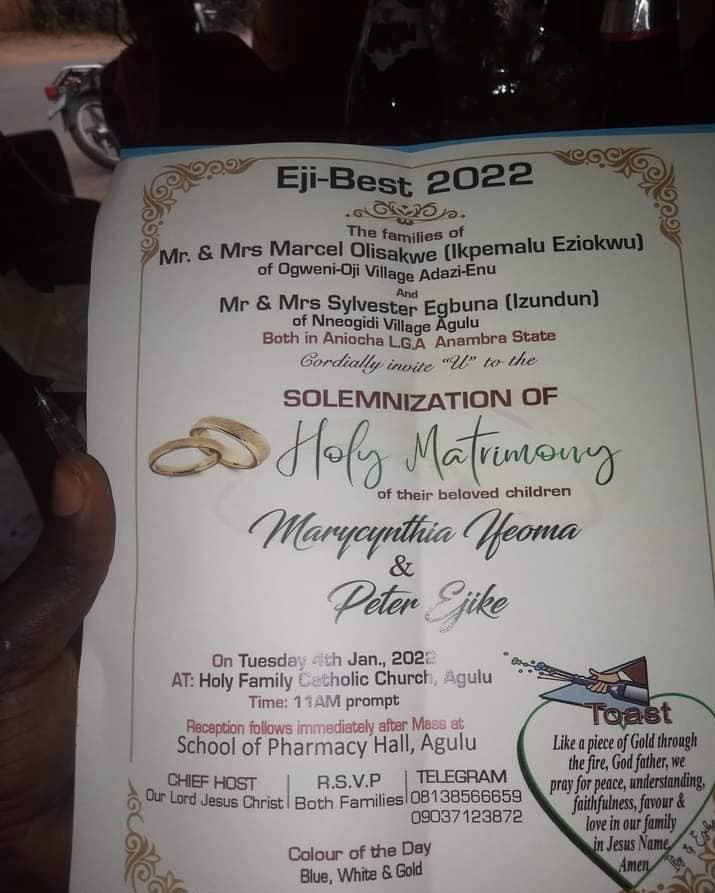 Eji-Best 2022
The families of
Mr. & Mrs Marcel Olisakwe (Ikpemalu Eziokwu)
of Ogweni-Oji Village Adazi-Enu
And
Mr & Mrs Sylvester Egbuna (Izundun)
of Nneogidi Village Agulu
Both in Aniocha L.G.A Anambra State
Cordially invite “U” to the
SOLEMNIZATION OF
Holy Matrimony
of their beloved children
Marycynthia Ifeoma
&
Peter Ejike
On Tuesday 4th Jan., 2022
AT: Holy Family Catholic Church, Agulu
Time: 11AM prompt
Reception follows immediately after Mass at
School of Pharmacy Hall, Agulu
CHIEF HOST
Our Lord Jesus Christ
R.S.V.P
Both Families
TELEGRAM
08138566659
09037123872
Colour of the Day
Blue, White & Gold
Toast
Like a piece of Gold through
the fire, God father, we
pray for peace, understanding,
faithfulness, favour &
love in our family
in Jesus Name
Amen